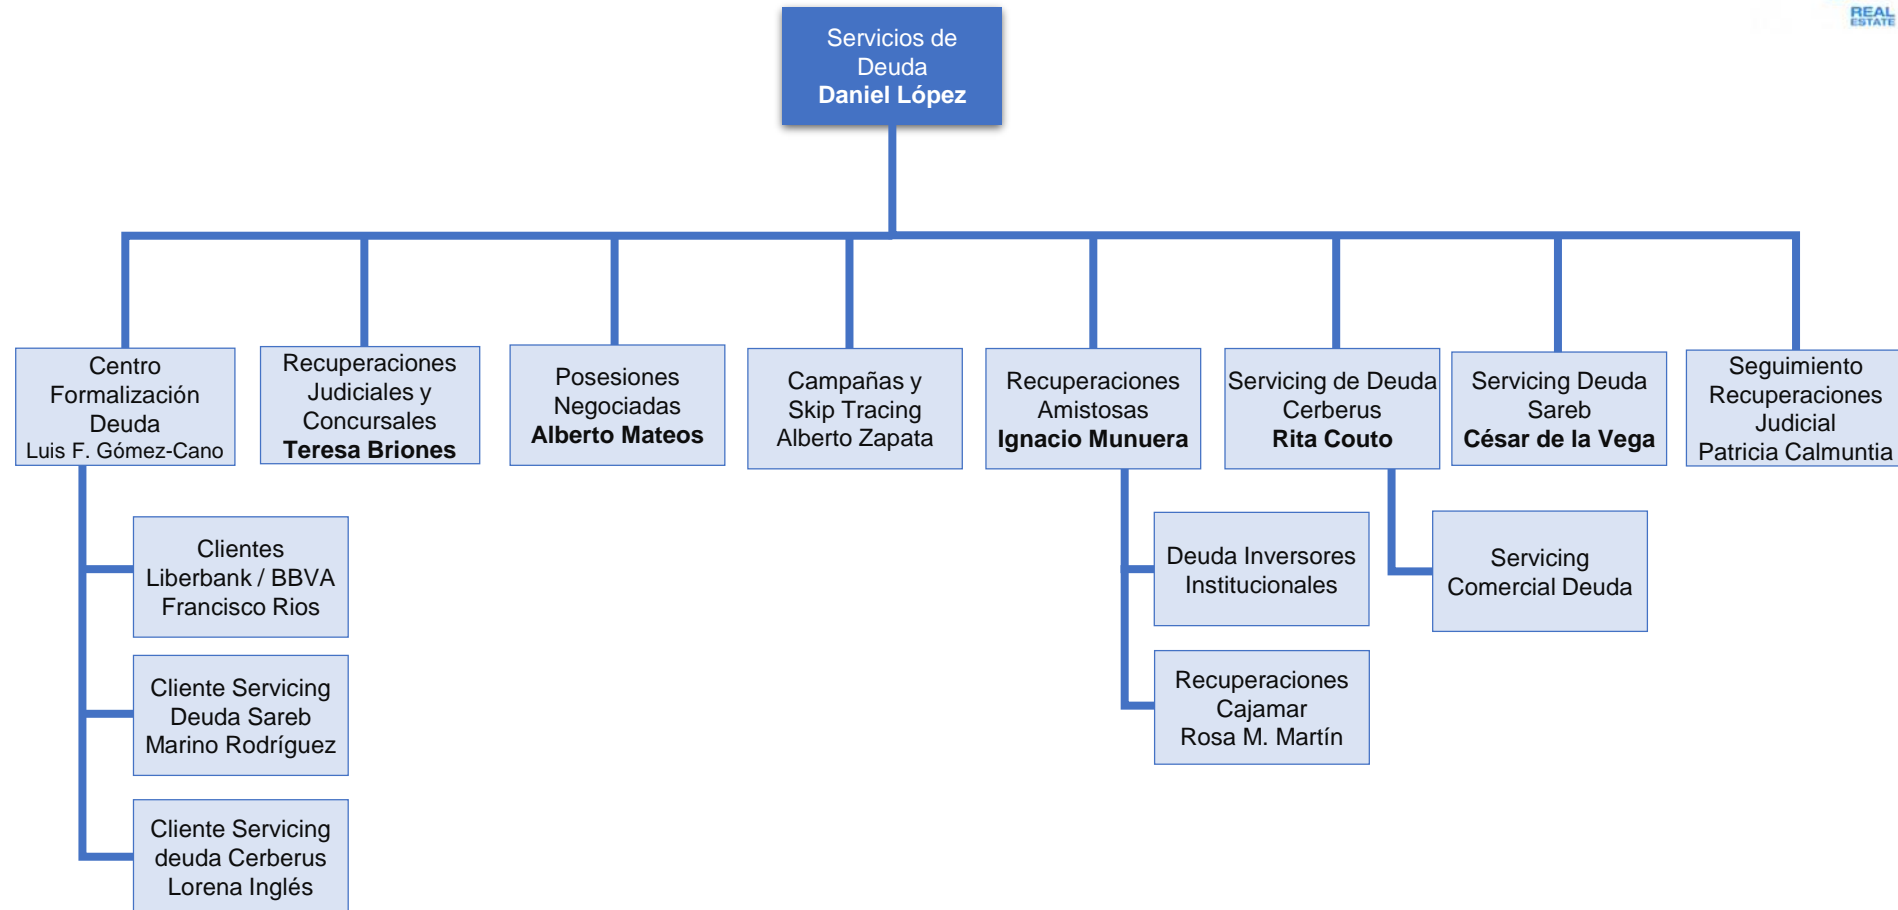 REAL
ESTATE
Servicios de
Deuda
Daniel López
Centro
Formalización
Deuda
Luis F. Gómez-Cano
Recuperaciones
Judiciales y
Concursales
Teresa Briones
Posesiones
Negociadas
Alberto Mateos
Campañas y
Skip Tracing
Alberto Zapata
Recuperaciones
Amistosas
Ignacio Munuera
Servicing de Deuda
Cerberus
Rita Couto
Servicing Deuda
Sareb
César de la Vega
Seguimiento
Recuperaciones
Judicial
Patricia Calmuntia
Clientes
Liberbank / BBVA
Francisco Rios
Cliente Servicing
Deuda Sareb
Marino Rodríguez
Cliente Servicing
deuda Cerberus
Lorena Inglés
Deuda Inversores
Institucionales
Recuperaciones
Cajamar
Rosa M. Martín
Servicing
Comercial Deuda